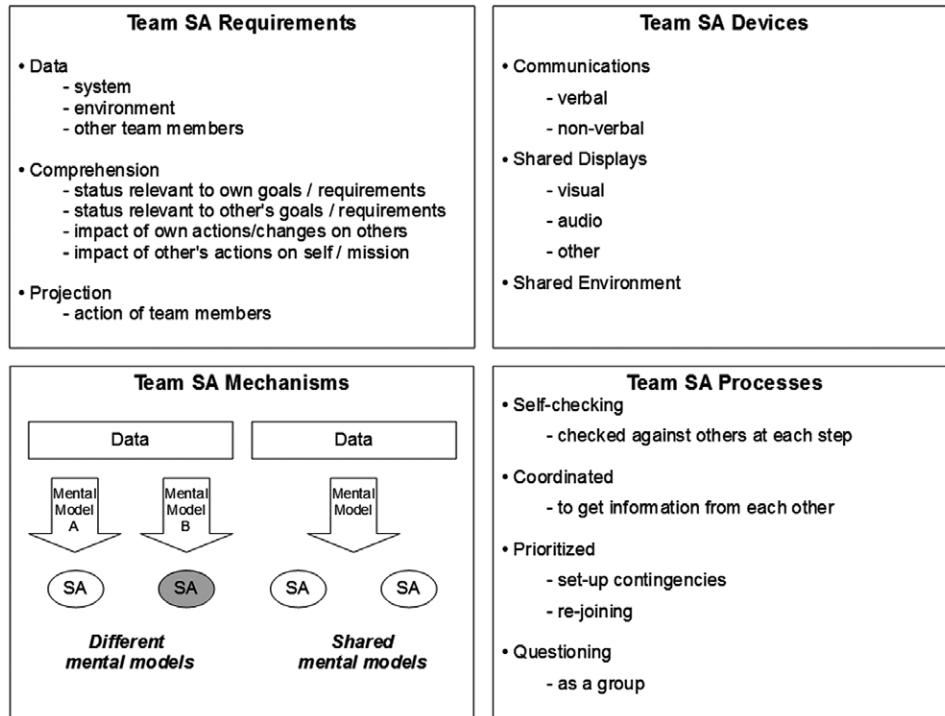 Team SA Requirements
• Data
- system
- environment
- other team members
• Comprehension
- status relevant to own goals / requirements
- status relevant to other's goals / requirements
- impact of own actions/changes on others
- impact of other's actions on self / mission
• Projection
- action of team members
Team SA Devices
• Communications
- verbal
- non-verbal
• Shared Displays
- visual
- audio
- other
• Shared Environment
Team SA Mechanisms
Data
Data
Mental
Model
A
Mental
Model
B
Mental
Model
SA
SA
SA
SA
Different
mental models
Shared
mental models
Team SA Processes
• Self-checking
- checked against others at each step
• Coordinated
- to get information from each other
• Prioritized
- set-up contingencies
- re-joining
• Questioning
- as a group